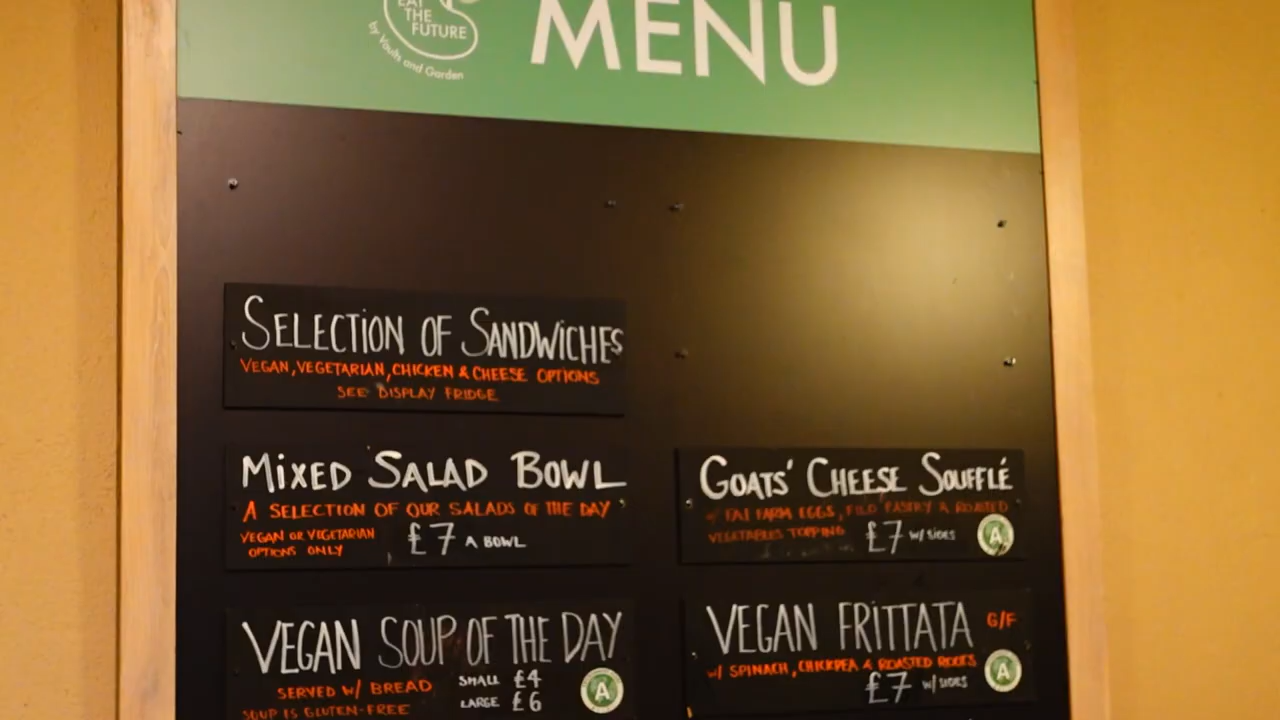 EAT
THE
FUTURE
by Vaults and Garden
MENU
SELECTION OF SANDWICHES
VEGAN, VEGETARIAN, CHICKEN & CHEESE OPTIONS
SEE DISPLAY FRIDGE
MIXED SALAD BOWL
A SELECTION OF OUR SALADS OF THE DAY
VEGAN OR VEGETARIAN
OPTIONS ONLY
£7 A BOWL
VEGAN SOUP OF THE DAY
SERVED W/ BREAD
SOUP IS GLUTEN-FREE
SMALL £4
LARGE £6
A
GOATS' CHEESE SOUFFLÉ
W/ FAI FARM EGGS, FILO PASTRY & ROASTED
VEGETABLES TOPPING
£7 W/ SIDES
A
VEGAN FRITTATA G/F
W/ SPINACH, CHICKPEA & ROASTED ROOTS
£7 W/ SIDES
A